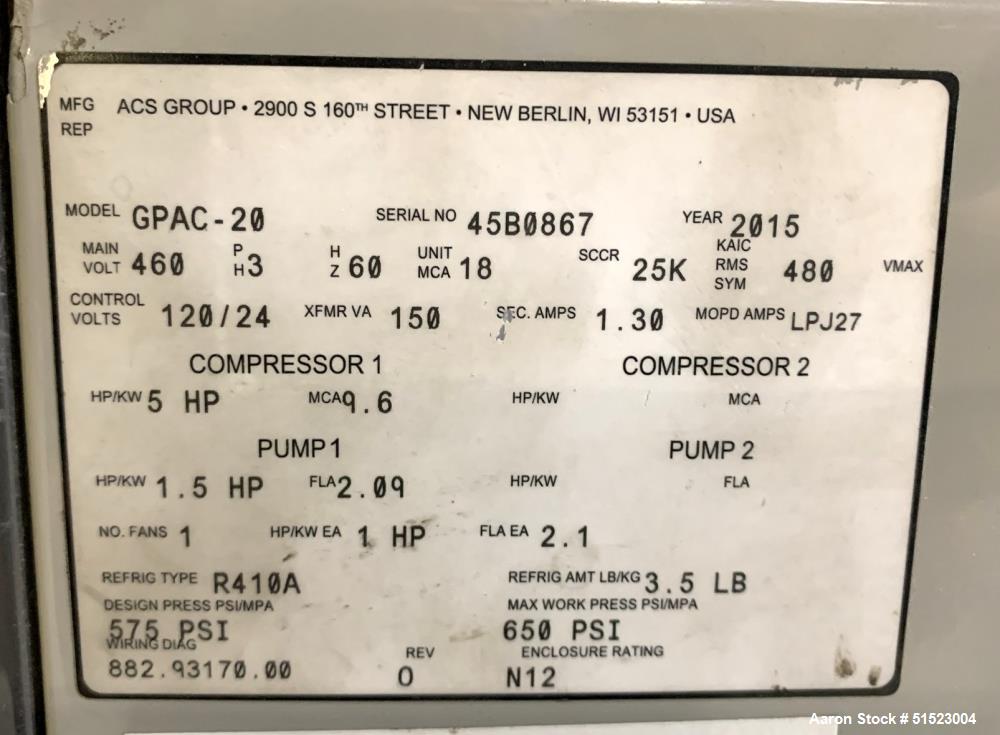 MFG ACS GROUP • 2900 S 160TH STREET • NEW BERLIN, WI 53151 • USA
REP
MODEL GPAC-20 SERIAL NO 45B0867 YEAR 2015
MAIN VOLT 460 PH 3 HZ 60 UNIT MCA 18 SCCR 25K KAIC RMS SYM 480 VMAX
CONTROL VOLTS 120/24 XFMR VA 150 SEC. AMPS 1.30 MOPD AMPS LPJ27
COMPRESSOR 1 COMPRESSOR 2
HP/KW 5 HP MCA 9.6 HP/KW MCA
PUMP 1 PUMP 2
HP/KW 1.5 HP FLA 2.09 HP/KW FLA
NO. FANS 1 HP/KW EA 1 HP FLA EA 2.1
REFRIG TYPE R410A REFRIG AMT LB/KG 3.5 LB
DESIGN PRESS PSI/MPA MAX WORK PRESS PSI/MPA
575 PSI 650 PSI
WIRING DIAG REV ENCLOSURE RATING
882.93170.00 0 N12
Aaron Stock # 51523004